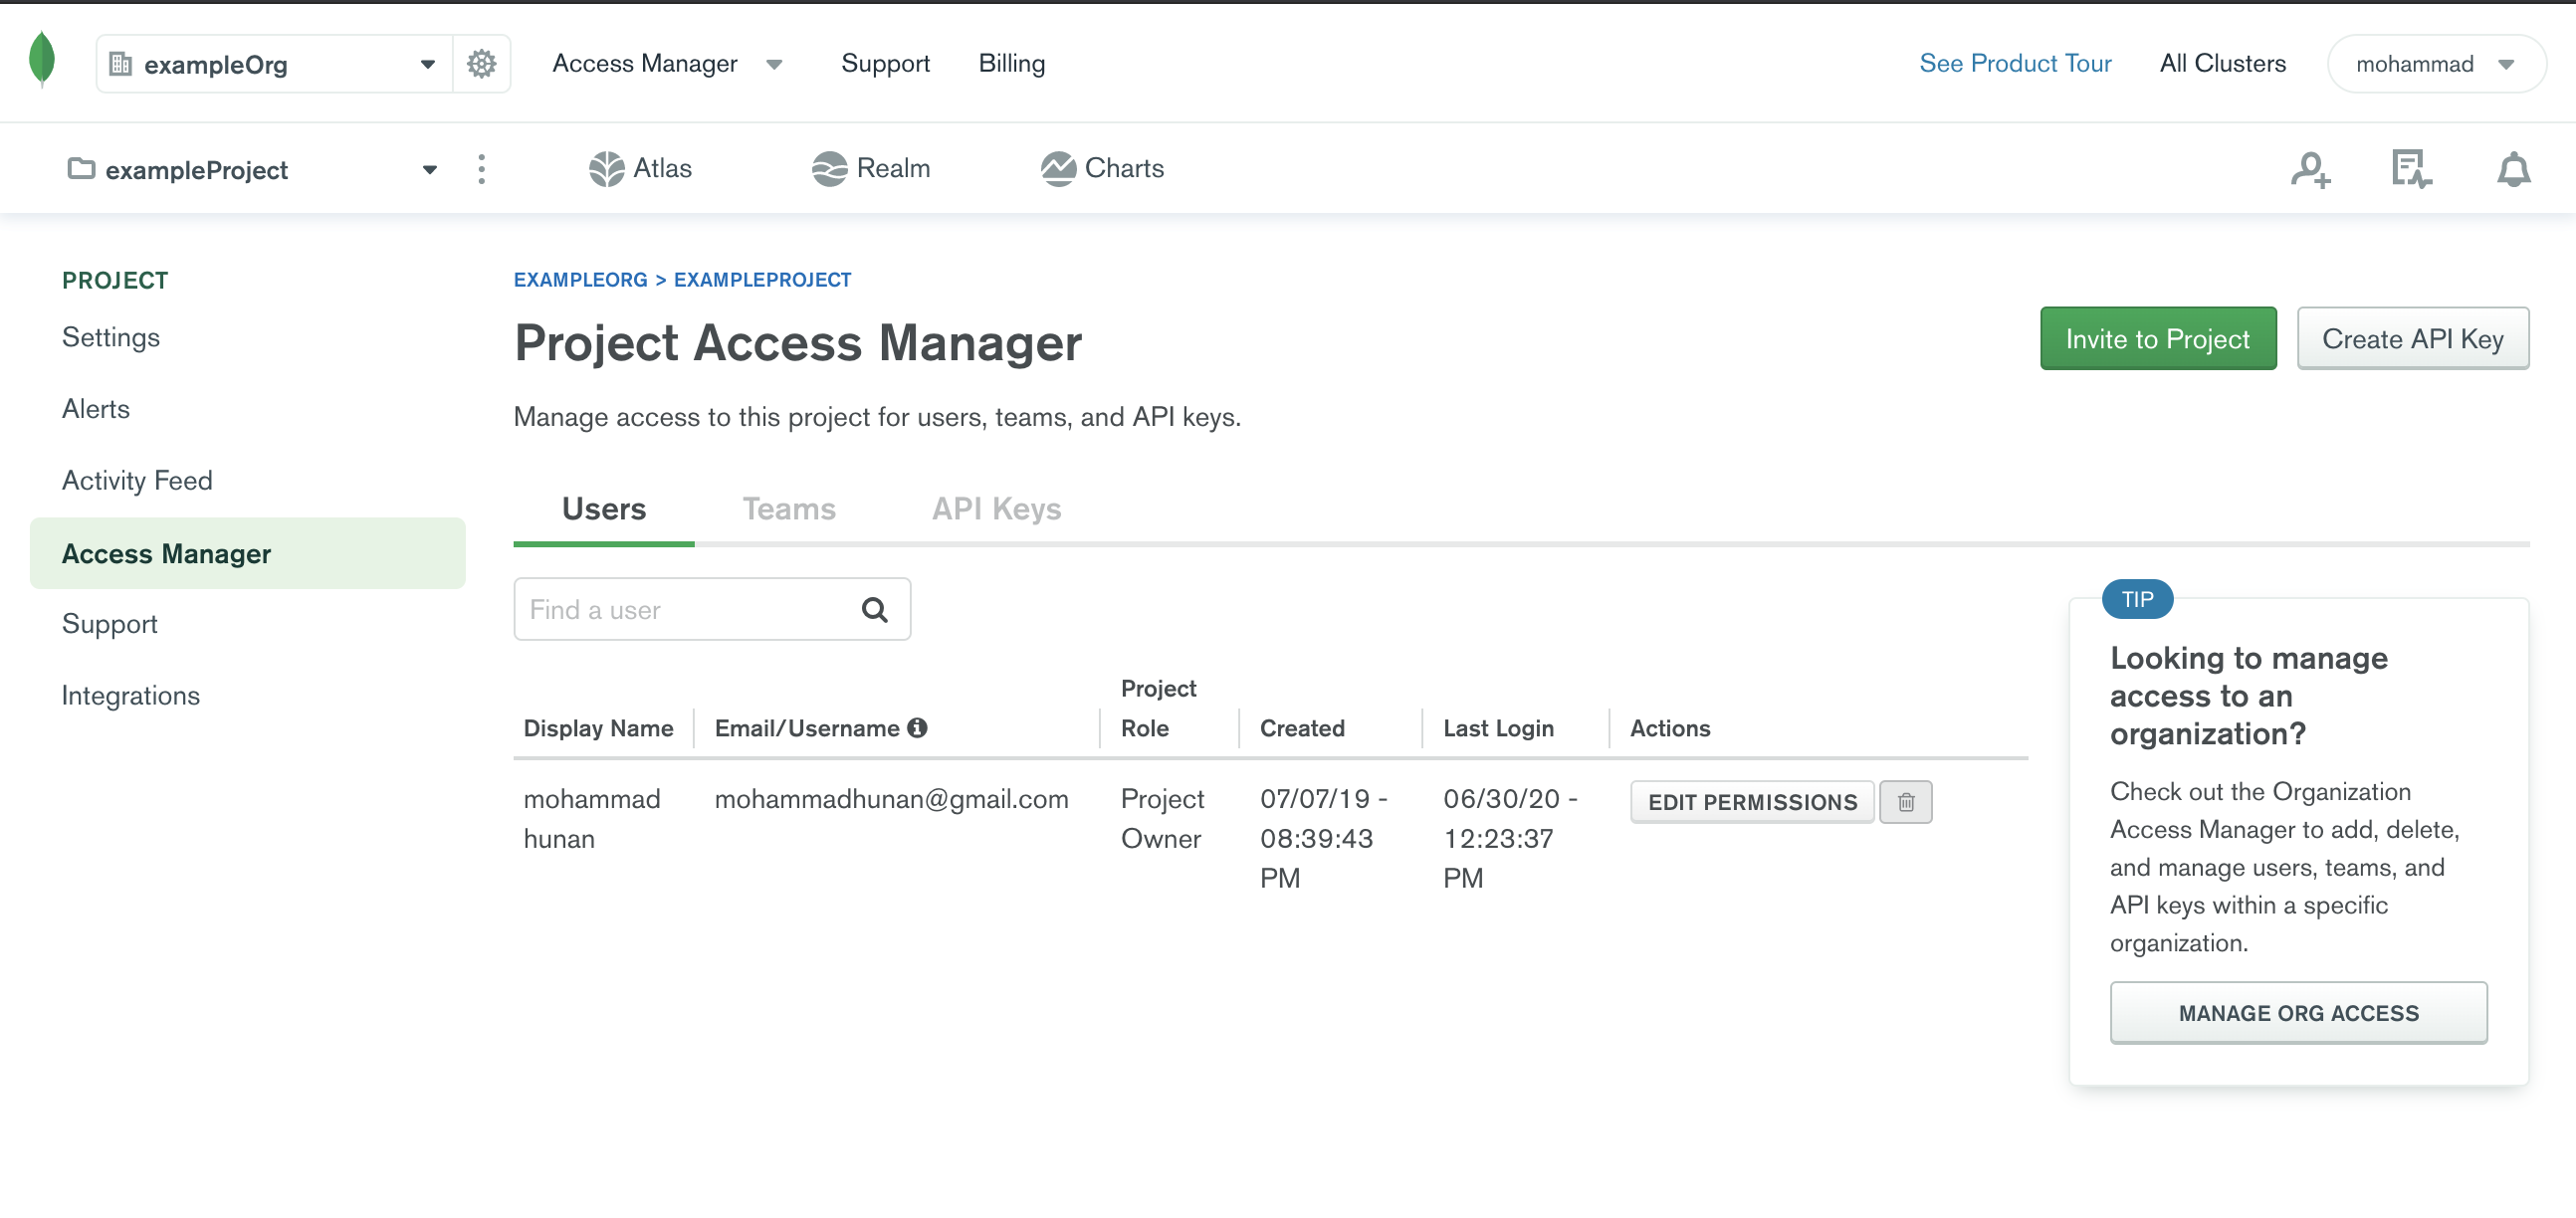 exampleOrg
Access Manager
Support
Billing
See Product Tour
All Clusters
mohammad
exampleProject
Atlas
Realm
Charts
PROJECT
Settings
Alerts
Activity Feed
Access Manager
Support
Integrations
EXAMPLEORG > EXAMPLEPROJECT
Project Access Manager
Invite to Project
Create API Key
Manage access to this project for users, teams, and API keys.
Users
Teams
API Keys
Find a user
Display Name
Email/Username
Project
Role
Created
Last Login
Actions
mohammad
hunan
mohammadhunan@gmail.com
Project
Owner
07/07/19 -
08:39:43
PM
06/30/20 -
12:23:37
PM
EDIT PERMISSIONS
TIP
Looking to manage
access to an
organization?
Check out the Organization
Access Manager to add, delete,
and manage users, teams, and
API keys within a specific
organization.
MANAGE ORG ACCESS